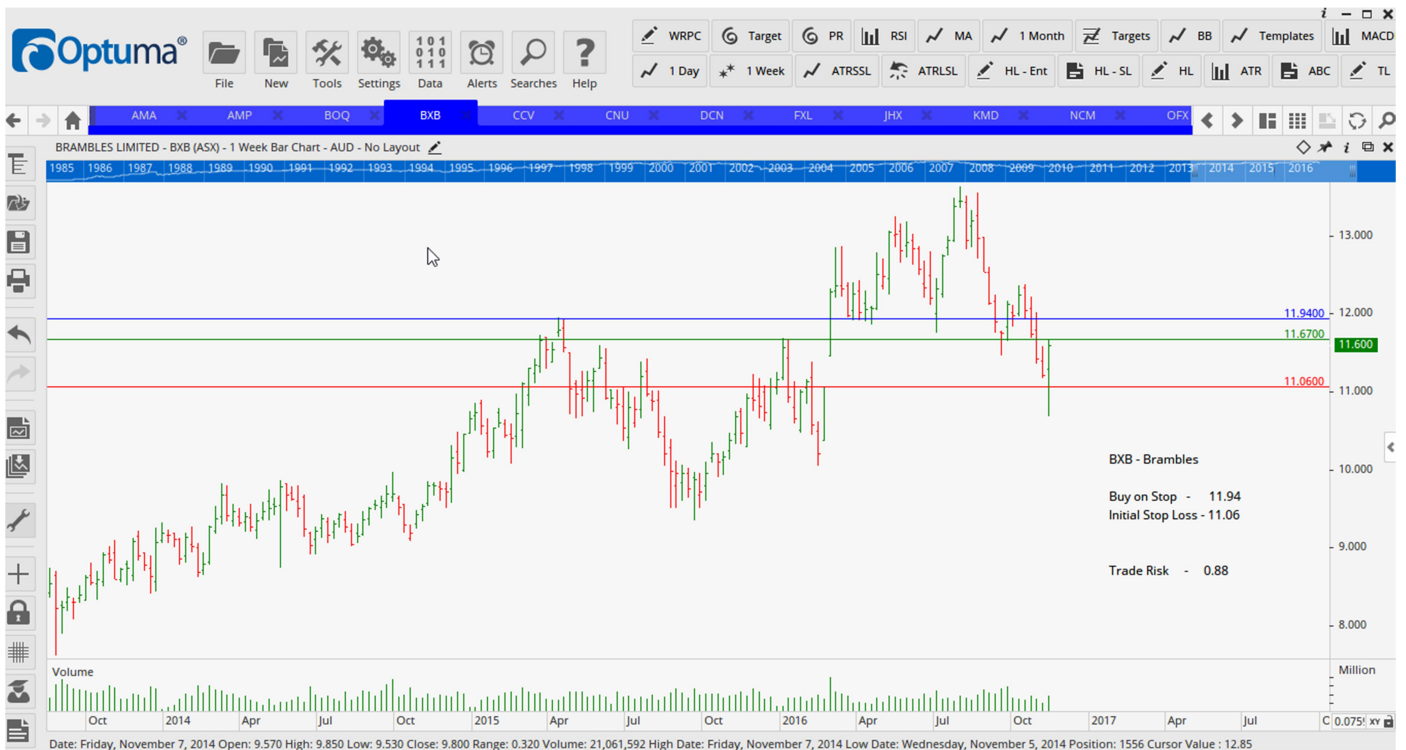 Optuma®
File New Tools Settings Data Alerts Searches Help
WRPC Target PR RSI MA 1 Month Targets BB Templates MACD
1 Day 1 Week ATRSSL ATRLSL HL - Ent HL - SL HL ATR ABC TL
AMA AMP BOQ BXB CCV CNU DCN FXL JHX KMD NCM OFX
BRAMBLES LIMITED - BXB (ASX) - 1 Week Bar Chart - AUD - No Layout
1985 1986 1987 1988 1989 1990 1991 1992 1993 1994 1995 1996 1997 1998 1999 2000 2001 2002 2003 2004 2005 2006 2007 2008 2009 2010 2011 2012 2013 2014 2015 2016
13.000
11.9400 12.000
11.6700
11.600
11.0600
11.000
BXB - Brambles
10.000
Buy on Stop - 11.94
Initial Stop Loss - 11.06
9.000
Trade Risk - 0.88
8.000
Volume Million
Oct 2014 Apr Jul Oct 2015 Apr Jul Oct 2016 Apr Jul Oct 2017 Apr Jul C 0.075 XY
Date: Friday, November 7, 2014 Open: 9.570 High: 9.850 Low: 9.530 Close: 9.800 Range: 0.320 Volume: 21,061,592 High Date: Friday, November 7, 2014 Low Date: Wednesday, November 5, 2014 Position: 1556 Cursor Value : 12.85